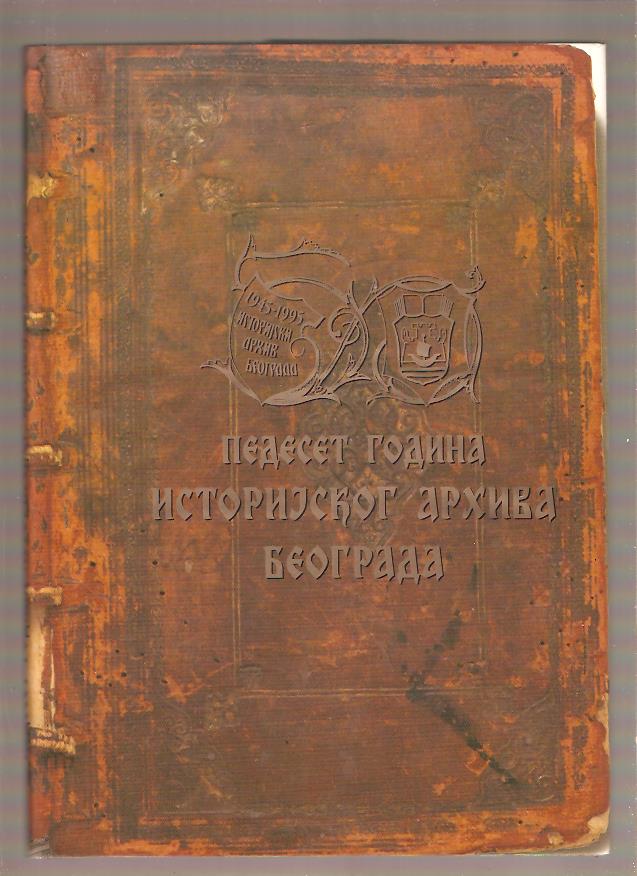 1945-1995
ИСТОРИЈСКИ
АРХИВ
БЕОГРАДА
ПЕДЕСЕТ ГОДИНА
ИСТОРИЈСКОГ АРХИВА
БЕОГРАДА